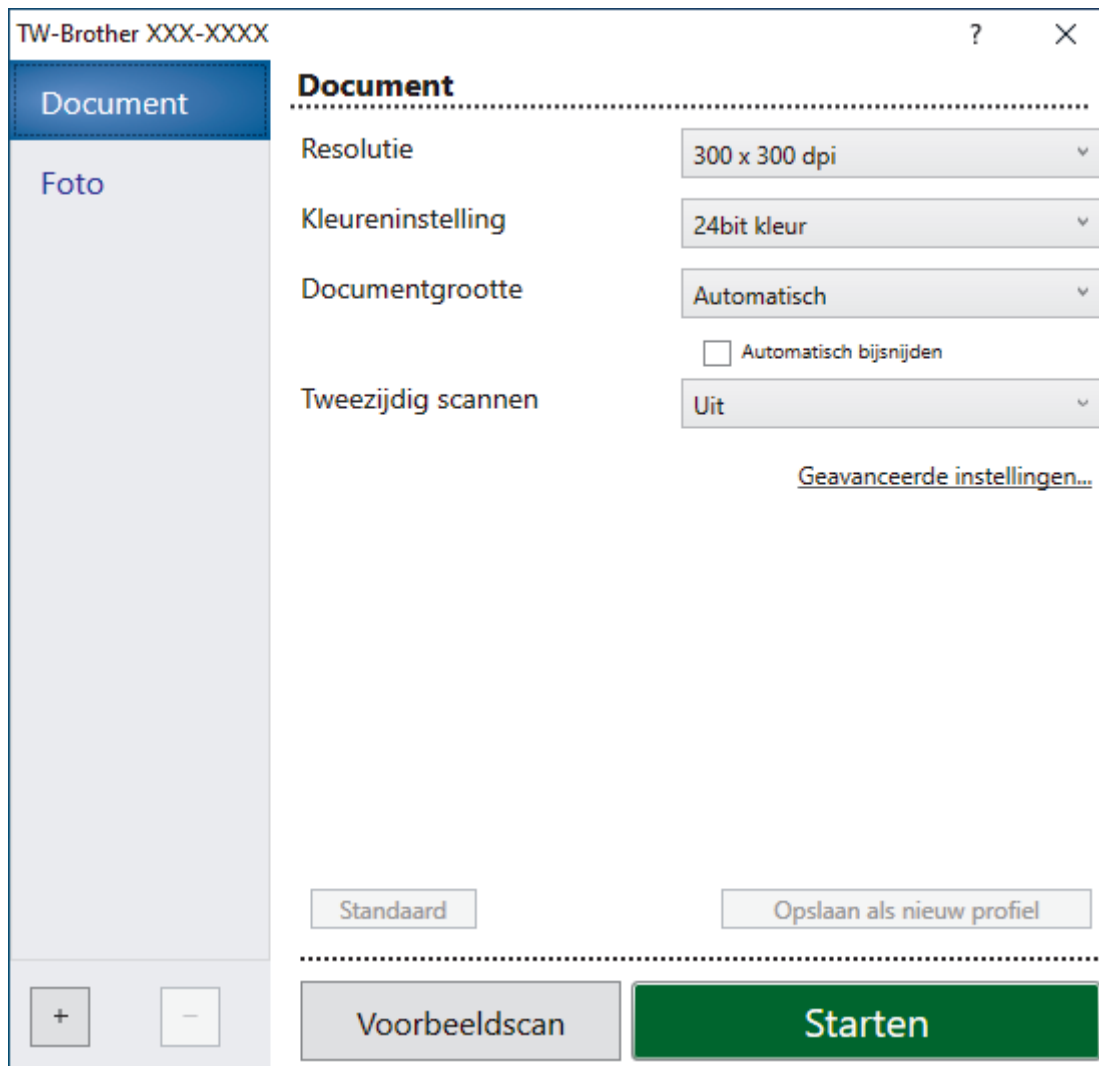 TW-Brother XXX-XXXX
?
Document
Foto
Document
Resolutie
300 x 300 dpi
Kleureninstelling
24bit kleur
Documentgrootte
Automatisch
Automatisch bijsnijden
Tweezijdig scannen
Uit
Geavanceerde instellingen...
Standaard
Opslaan als nieuw profiel
+
−
Voorbeeldscan
Starten